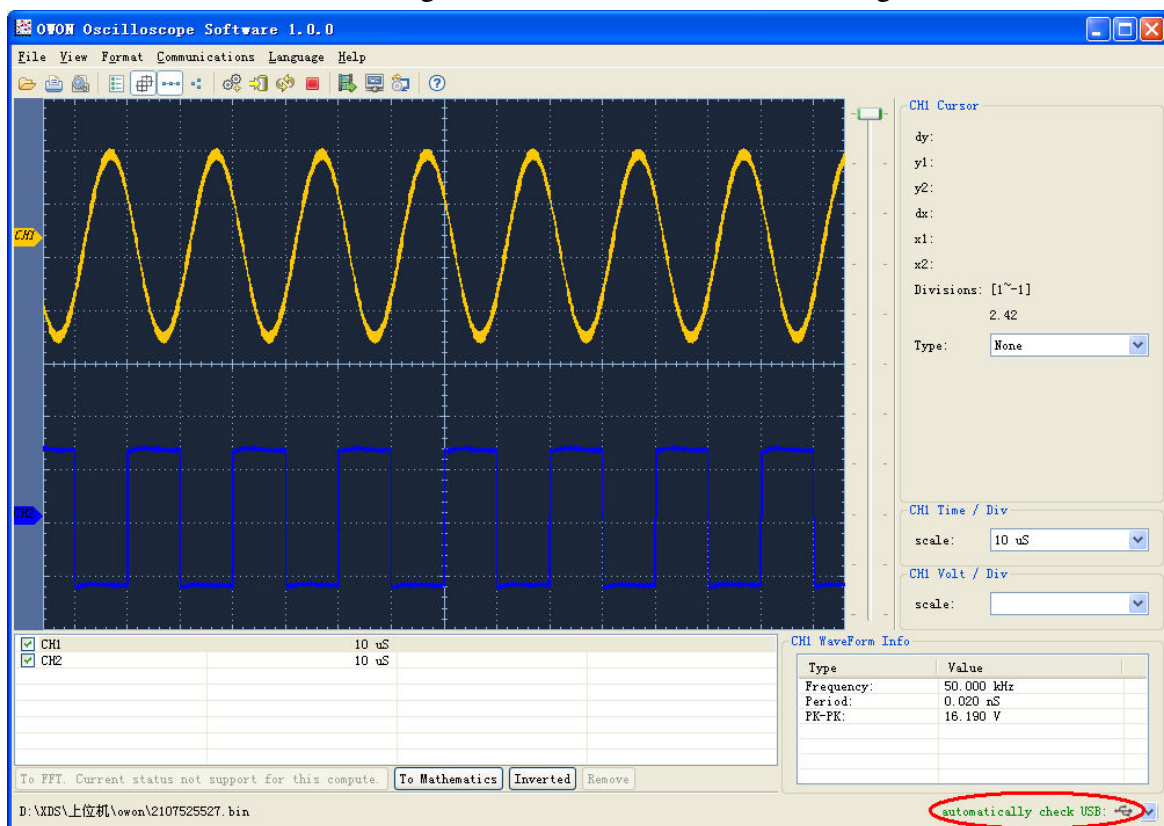 OWON Oscilloscope Software 1.0.0
File View Format Communications Language Help
CH1 Cursor
dy:
y1:
y2:
dx:
x1:
x2:
Divisions: [1~-1]
2.42
Type: None
CH1
CH2
CH1 Time / Div
scale: 10 uS
CH1 Volt / Div
scale:
CH1 10 uS
CH2 10 uS
CH1 WaveForm Info
Type Value
Frequency: 50.000 kHz
Period: 0.020 nS
PK-PK: 16.190 V
To FFT. Current status not support for this compute. To Mathematics Inverted Remove
D:\XDS\上位机\owon\2107525527.bin automatically check USB: